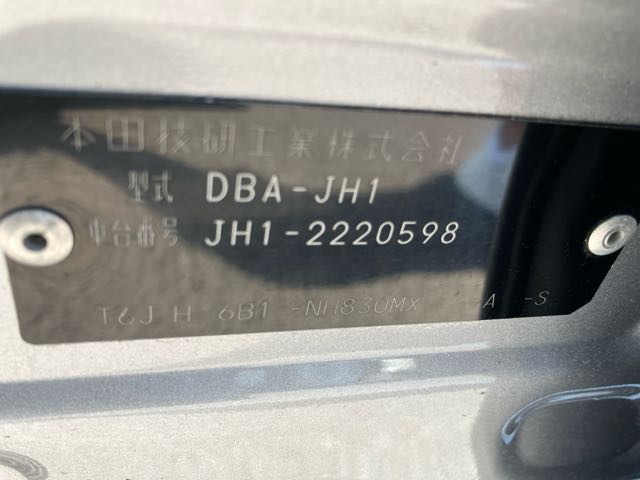 本田技研工業株式会社
型式 DBA-JH1
車台番号 JH1-2220598
T6J H 6B1 -NH830MX A -S